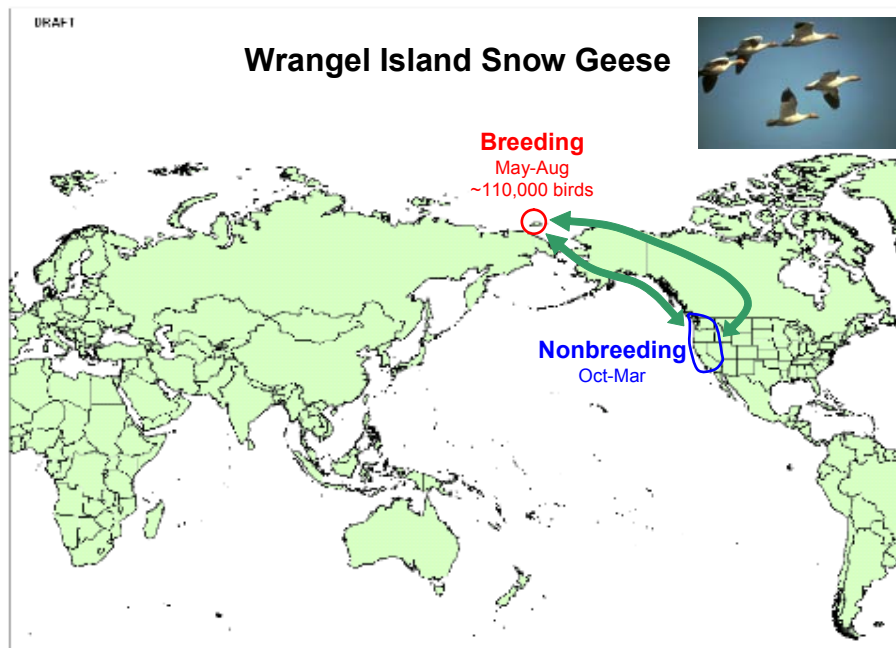 DRAFT
Wrangel Island Snow Geese
Breeding
May-Aug
~110,000 birds
Nonbreeding
Oct-Mar